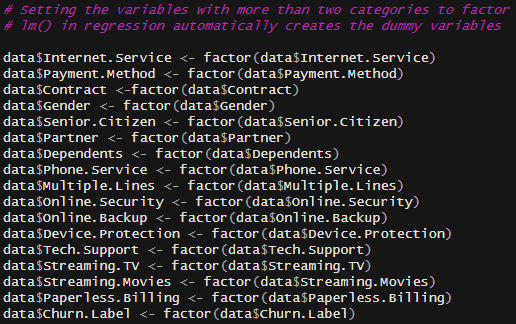 # Setting the variables with more than two categories to factor
# lm() in regression automatically creates the dummy variables
data$Internet.Service <- factor(data$Internet.Service)
data$Payment.Method <- factor(data$Payment.Method)
data$Contract <-factor(data$Contract)
data$Gender <- factor(data$Gender)
data$Senior.Citizen <- factor(data$Senior.Citizen)
data$Partner <- factor(data$Partner)
data$Dependents <- factor(data$Dependents)
data$Phone.Service <- factor(data$Phone.Service)
data$Multiple.Lines <- factor(data$Multiple.Lines)
data$Online.Security <- factor(data$Online.Security)
data$Online.Backup <- factor(data$Online.Backup)
data$Device.Protection <- factor(data$Device.Protection)
data$Tech.Support <- factor(data$Tech.Support)
data$Streaming.TV <- factor(data$Streaming.TV)
data$Streaming.Movies <- factor(data$Streaming.Movies)
data$Paperless.Billing <- factor(data$Paperless.Billing)
data$Churn.Label <- factor(data$Churn.Label)